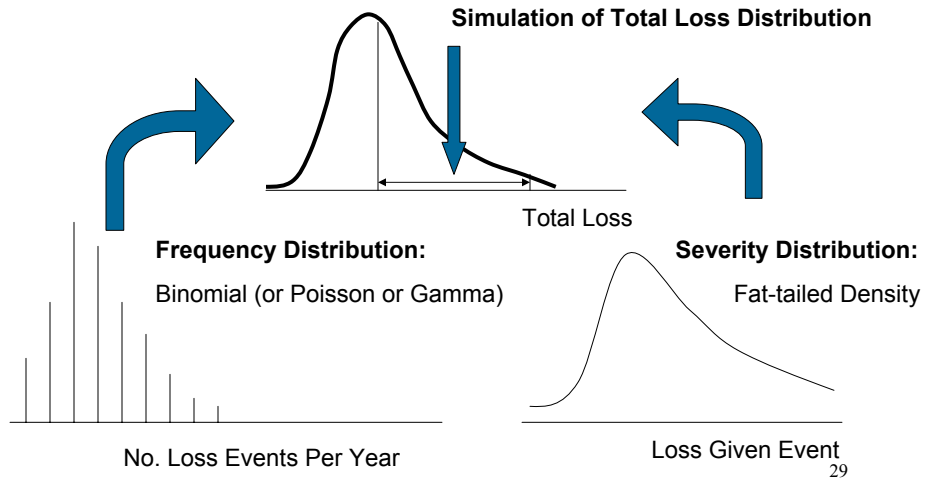 Simulation of Total Loss Distribution
Total Loss
Frequency Distribution:
Binomial (or Poisson or Gamma)
No. Loss Events Per Year
Severity Distribution:
Fat-tailed Density
Loss Given Event
29